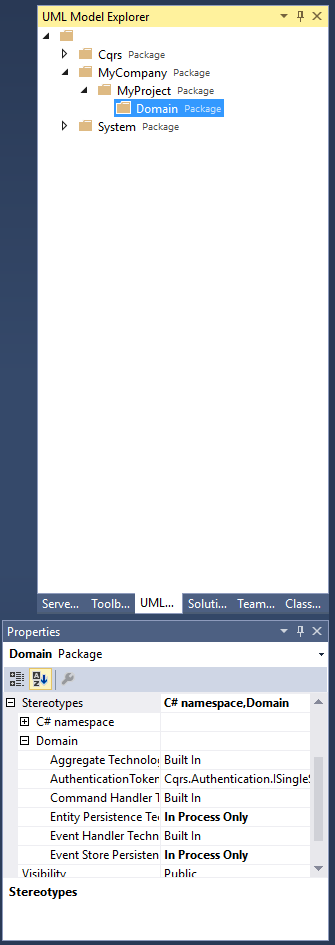 UML Model Explorer
Cqrs Package
MyCompany Package
MyProject Package
Domain Package
System Package
Serve... Toolb... UML... Soluti... Team... Class...
Properties
Domain Package
Stereotypes C# namespace,Domain
C# namespace
Domain
Aggregate Technolo Built In
AuthenticationToken Cqrs.Authentication.ISingleS
Command Handler T Built In
Entity Persistence Te In Process Only
Event Handler Techn Built In
Event Store Persisten In Process Only
Visibility Public
Stereotypes